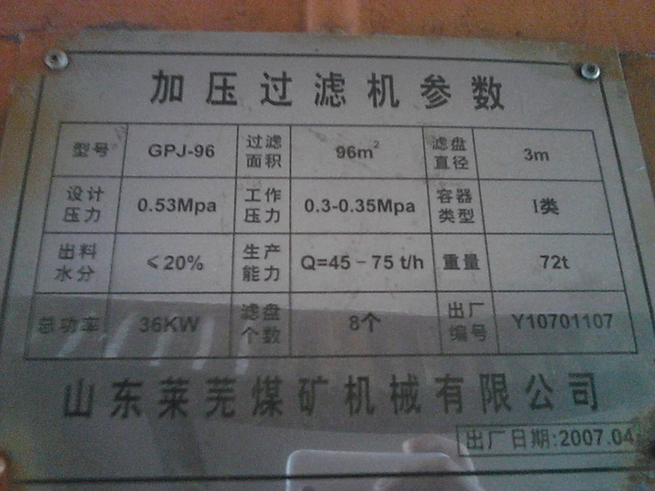 加压过滤机参数
型号 GPJ-96 过滤面积 96m² 滤盘直径 3m
设计压力 0.53Mpa 工作压力 0.3-0.35Mpa 容器类型 I类
出料水分 ≤20% 生产能力 Q=45-75 t/h 重量 72t
总功率 36KW 滤盘个数 8个 出厂编号 Y10701107
山东莱芜煤矿机械有限公司
出厂日期:2007.04